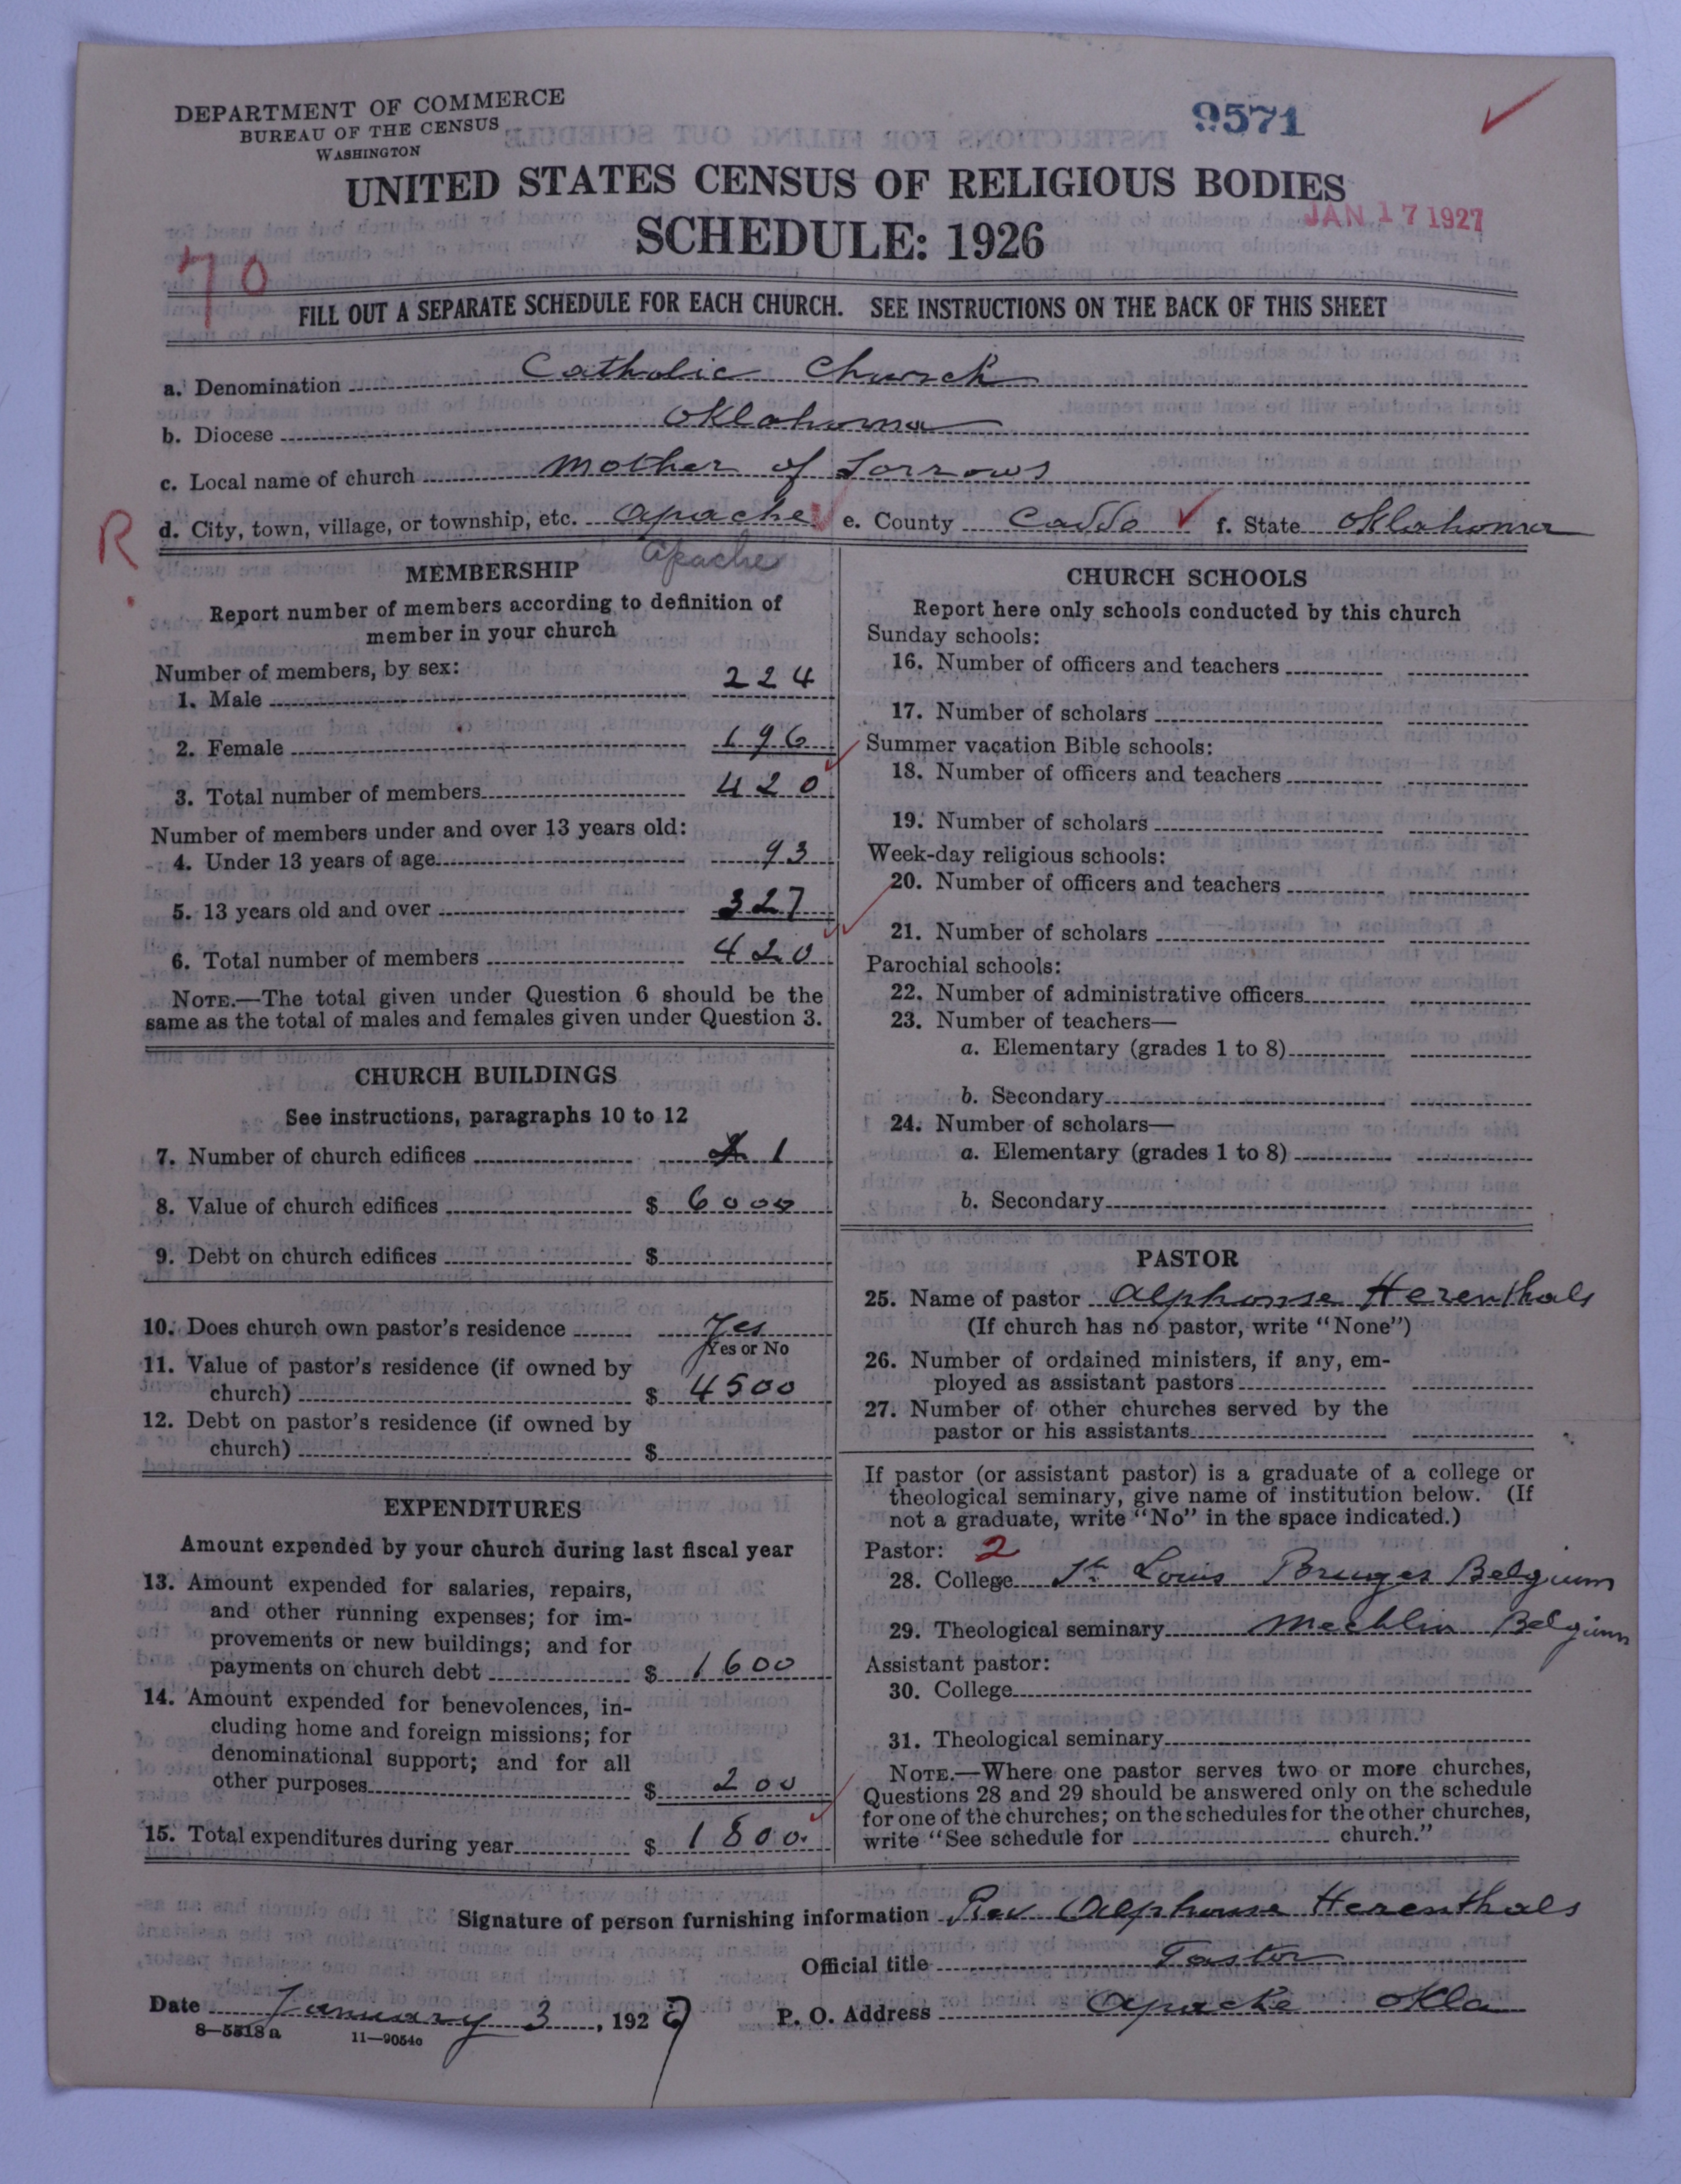 DEPARTMENT OF COMMERCE
BUREAU OF THE CENSUS
WASHINGTON
9571
UNITED STATES CENSUS OF RELIGIOUS BODIES
SCHEDULE: 1926
JAN 17 1927
70
FILL OUT A SEPARATE SCHEDULE FOR EACH CHURCH. SEE INSTRUCTIONS ON THE BACK OF THIS SHEET
a. Denomination Catholic Church
b. Diocese Oklahoma
c. Local name of church Mother of Sorrows
R d. City, town, village, or township, etc. Apache e. County Caddo f. State Oklahoma
Apache
MEMBERSHIP
Report number of members according to definition of
member in your church
Number of members, by sex:
1. Male 224
2. Female 196
3. Total number of members 420
Number of members under and over 13 years old:
4. Under 13 years of age 93
5. 13 years old and over 327
6. Total number of members 420
NOTE.—The total given under Question 6 should be the
same as the total of males and females given under Question 3.
CHURCH BUILDINGS
See instructions, paragraphs 10 to 12
7. Number of church edifices 1
8. Value of church edifices $ 6000
9. Debt on church edifices $
10. Does church own pastor's residence Yes
Yes or No
11. Value of pastor's residence (if owned by
church) $ 4500
12. Debt on pastor's residence (if owned by
church) $
EXPENDITURES
Amount expended by your church during last fiscal year
13. Amount expended for salaries, repairs,
and other running expenses; for im-
provements or new buildings; and for
payments on church debt $ 1600
14. Amount expended for benevolences, in-
cluding home and foreign missions; for
denominational support; and for all
other purposes $ 200
15. Total expenditures during year $ 1800.
CHURCH SCHOOLS
Report here only schools conducted by this church
Sunday schools:
16. Number of officers and teachers
17. Number of scholars
Summer vacation Bible schools:
18. Number of officers and teachers
19. Number of scholars
Week-day religious schools:
20. Number of officers and teachers
21. Number of scholars
Parochial schools:
22. Number of administrative officers
23. Number of teachers—
a. Elementary (grades 1 to 8)
b. Secondary
24. Number of scholars—
a. Elementary (grades 1 to 8)
b. Secondary
PASTOR
25. Name of pastor Alphonse Herenthals
(If church has no pastor, write "None")
26. Number of ordained ministers, if any, em-
ployed as assistant pastors
27. Number of other churches served by the
pastor or his assistants
If pastor (or assistant pastor) is a graduate of a college or
theological seminary, give name of institution below. (If
not a graduate, write "No" in the space indicated.)
Pastor: 2
28. College St. Louis Bruges Belgium
29. Theological seminary Mechlin Belgium
Assistant pastor:
30. College
31. Theological seminary
NOTE.—Where one pastor serves two or more churches,
Questions 28 and 29 should be answered only on the schedule
for one of the churches; on the schedules for the other churches,
write "See schedule for church."
Signature of person furnishing information Rev Alphonse Herenthals
Official title Pastor
Date January 3, 1927 P. O. Address Apache Okla
8-5518a 11-9054c